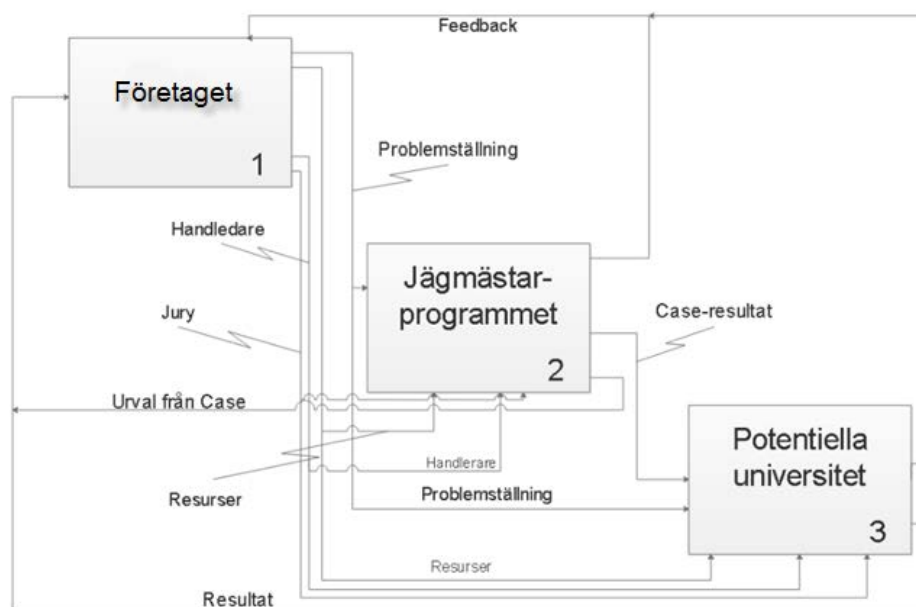 Feedback
Företaget
1
Problemställning
Handledare
Jägmästar-
programmet
2
Jury
Case-resultat
Urval från Case
Potentiella
universitet
3
Handlerare
Resurser
Problemställning
Resurser
Resultat